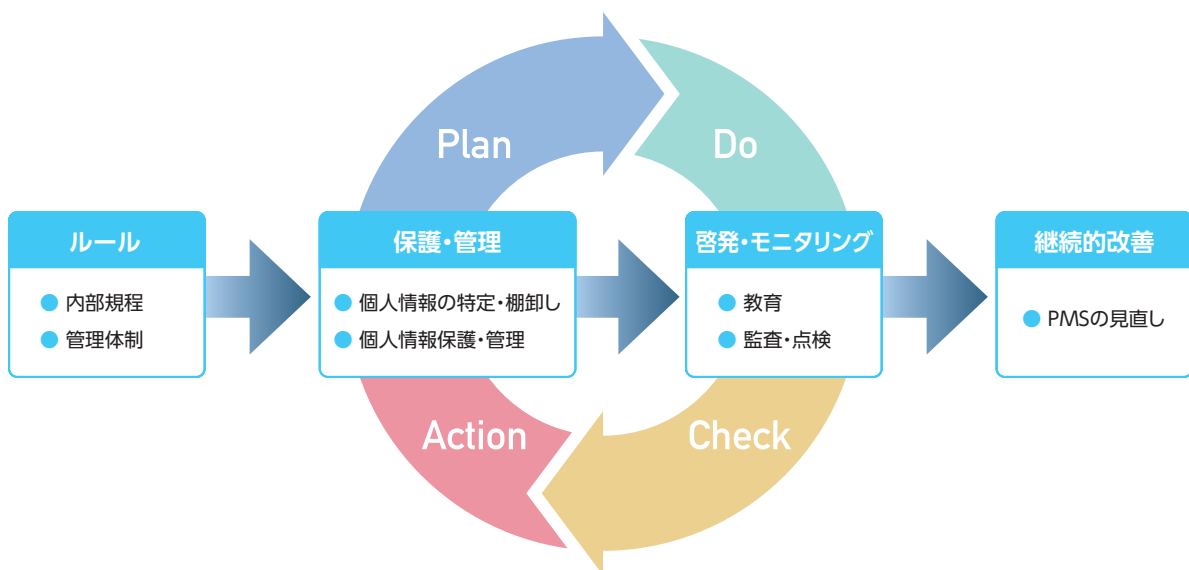 Plan
Do
ルール
内部規程
管理体制
保護・管理
個人情報の特定・棚卸し
個人情報保護・管理
啓発・モニタリング
教育
監査・点検
継続的改善
PMSの見直し
Action
Check